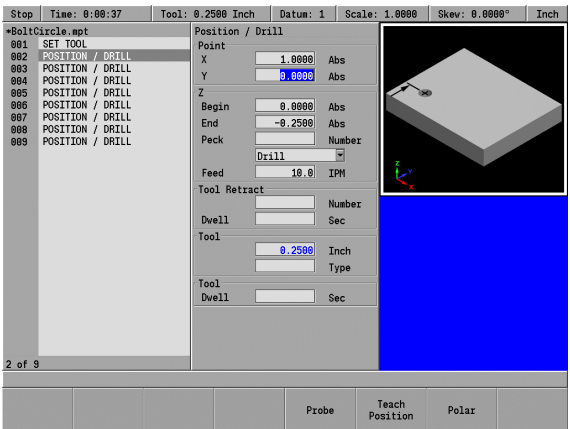 Stop Time: 0:00:37 Tool: 0.2500 Inch Datum: 1 Scale: 1.0000 Skew: 0.0000° Inch
*BoltCircle.mpt
001 SET TOOL
002 POSITION / DRILL
003 POSITION / DRILL
004 POSITION / DRILL
005 POSITION / DRILL
006 POSITION / DRILL
007 POSITION / DRILL
008 POSITION / DRILL
009 POSITION / DRILL
2 of 9
Position / Drill
Point
X 1.0000 Abs
Y 0.0000 Abs
Z
Begin 0.0000 Abs
End -0.2500 Abs
Peck Number
Drill
Feed 10.0 IPM
Tool Retract
Number
Dwell Sec
Tool
0.2500 Inch
Type
Tool
Dwell Sec
Z
Y
X
Probe
Teach
Position
Polar